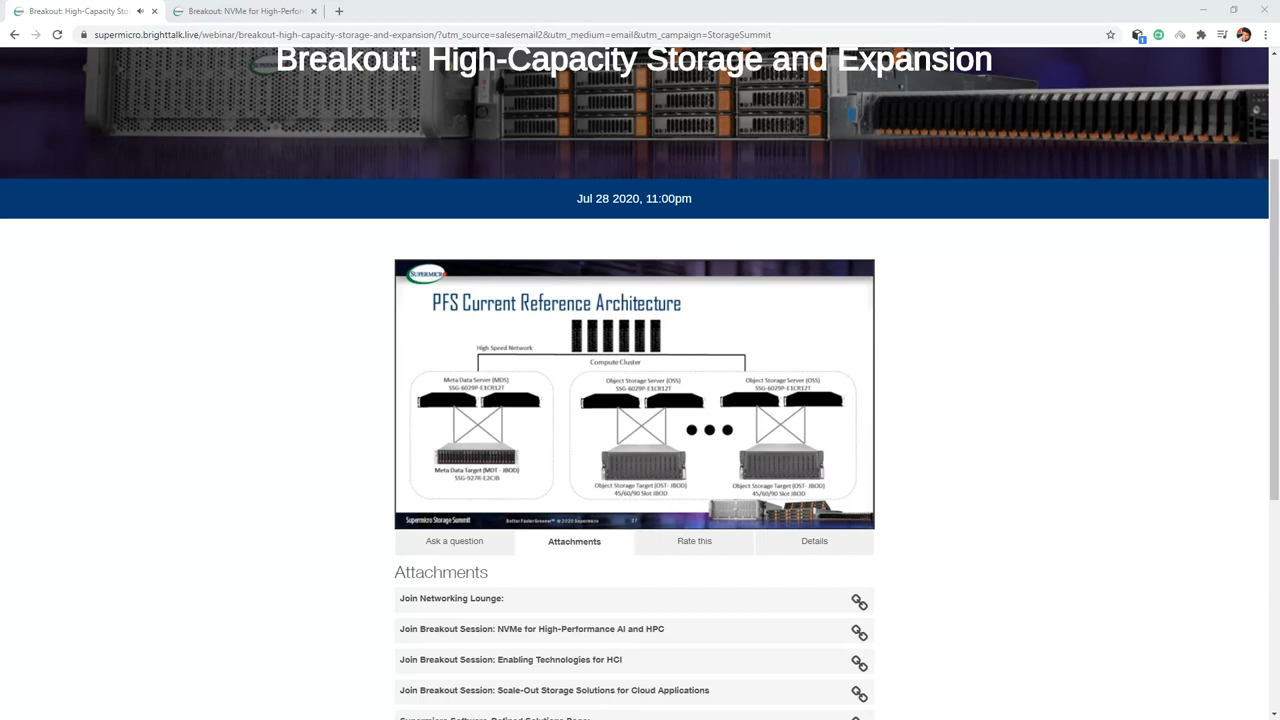 Breakout: High-Capacity Sto
Breakout: NVMe for High-Perfor
supermicro.brighttalk.live/webinar/breakout-high-capacity-storage-and-expansion/?utm_source=salesemail2&utm_medium=email&utm_campaign=StorageSummit
Breakout: High-Capacity Storage and Expansion
Jul 28 2020, 11:00pm
SUPERMICRO
PFS Current Reference Architecture
High Speed Network
Compute Cluster
Meta Data Server (MDS)
SSG-6029P-E1CR12T
Object Storage Server (OSS)
SSG-6029P-E1CR12T
Object Storage Server (OSS)
SSG-6029P-E1CR12T
Meta Data Target (MDT - JBOD)
SSG-927R-E2CJB
Object Storage Target (OST- JBOD)
45/60/90 Slot JBOD
Object Storage Target (OST- JBOD)
45/60/90 Slot JBOD
Supermicro Storage Summit
Better Faster Greener™ © 2020 Supermicro
Ask a question
Attachments
Rate this
Details
Attachments
Join Networking Lounge:
Join Breakout Session: NVMe for High-Performance AI and HPC
Join Breakout Session: Enabling Technologies for HCI
Join Breakout Session: Scale-Out Storage Solutions for Cloud Applications
Supermicro Software-Defined Solutions Page: